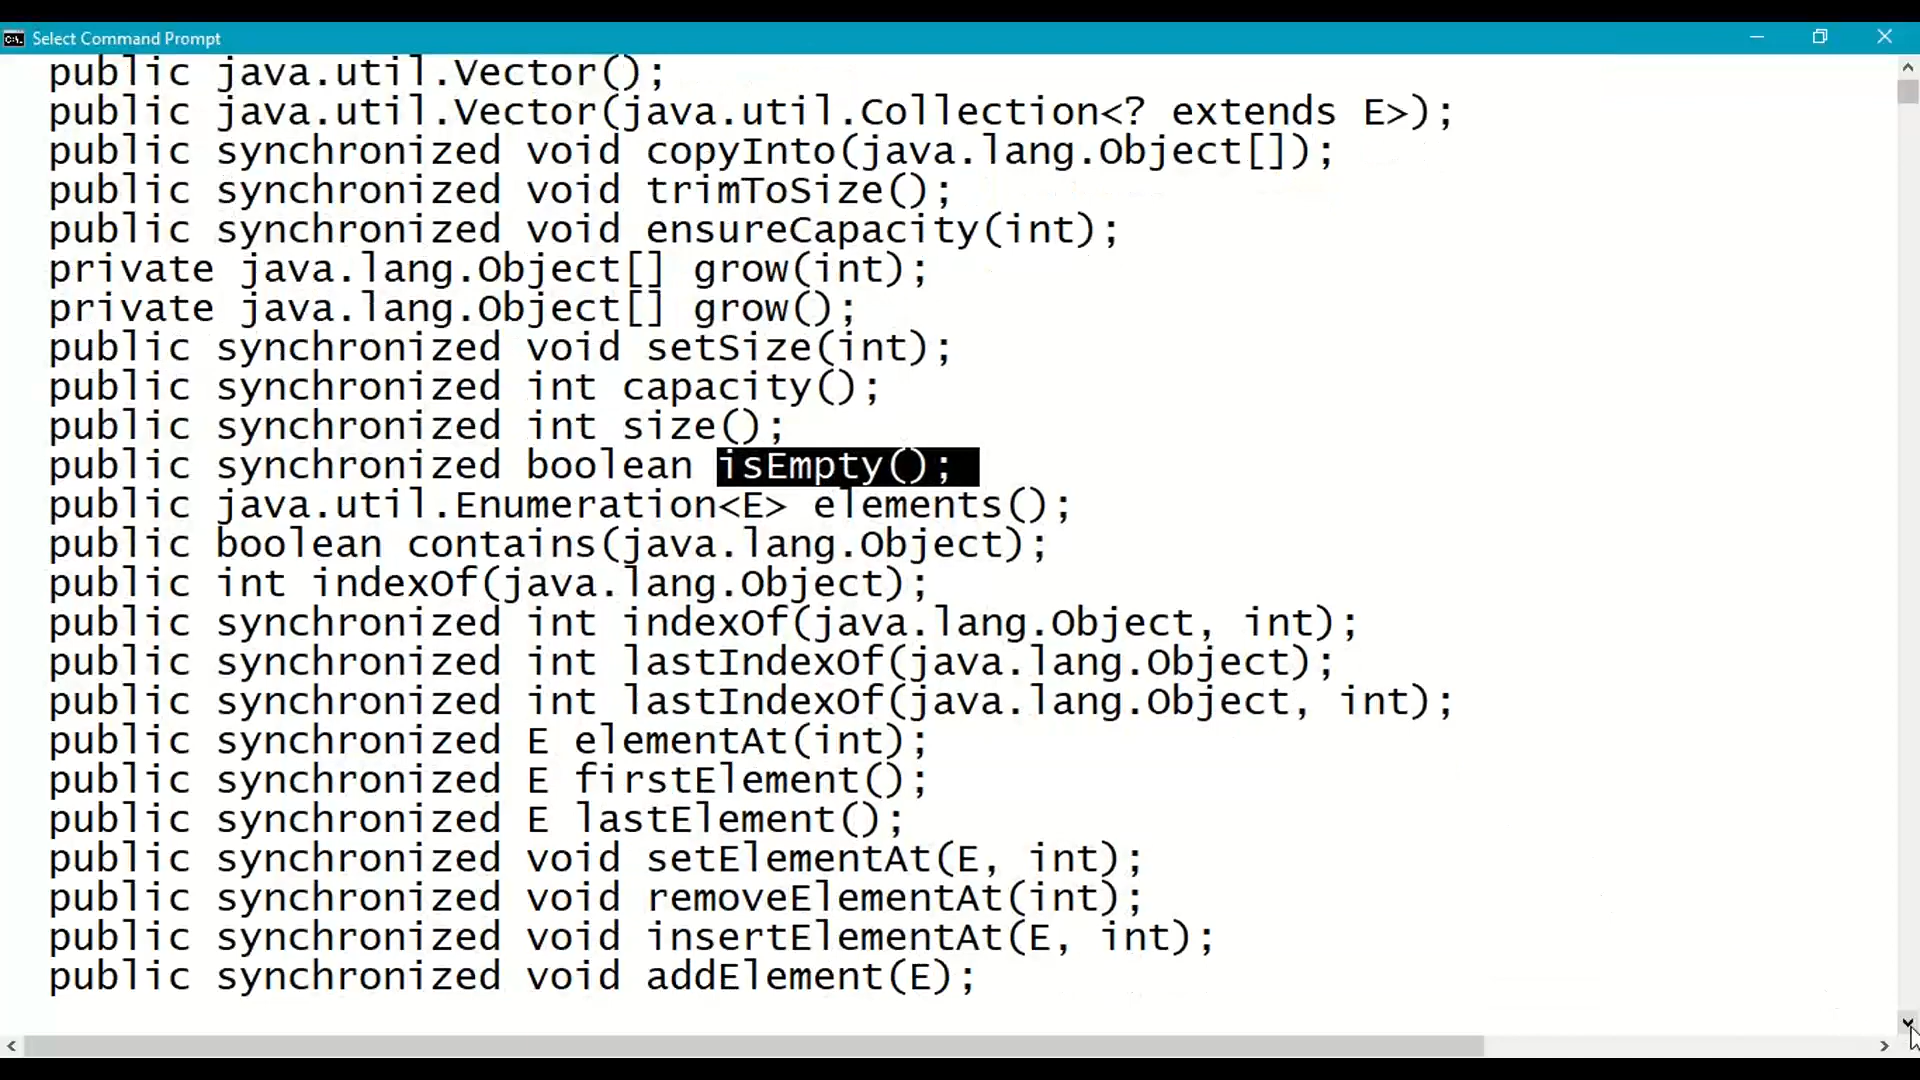 Select Command Prompt
public java.util.Vector();
public java.util.Vector(java.util.Collection<? extends E>);
public synchronized void copyInto(java.lang.Object[]);
public synchronized void trimToSize();
public synchronized void ensureCapacity(int);
private java.lang.Object[] grow(int);
private java.lang.Object[] grow();
public synchronized void setSize(int);
public synchronized int capacity();
public synchronized int size();
public synchronized boolean isEmpty();
public java.util.Enumeration<E> elements();
public boolean contains(java.lang.Object);
public int indexOf(java.lang.Object);
public synchronized int indexOf(java.lang.Object, int);
public synchronized int lastIndexOf(java.lang.Object);
public synchronized int lastIndexOf(java.lang.Object, int);
public synchronized E elementAt(int);
public synchronized E firstElement();
public synchronized E lastElement();
public synchronized void setElementAt(E, int);
public synchronized void removeElementAt(int);
public synchronized void insertElementAt(E, int);
public synchronized void addElement(E);